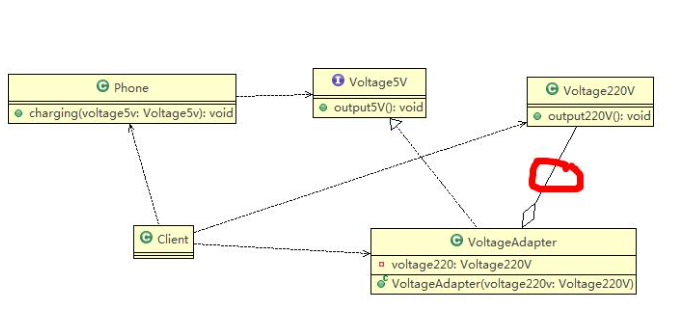 C Phone
charging(voltage5v: Voltage5v): void
I Voltage5V
output5V(): void
C Voltage220V
output220V(): void
C Client
C VoltageAdapter
voltage220: Voltage220V
C VoltageAdapter(voltage220v: Voltage220V)